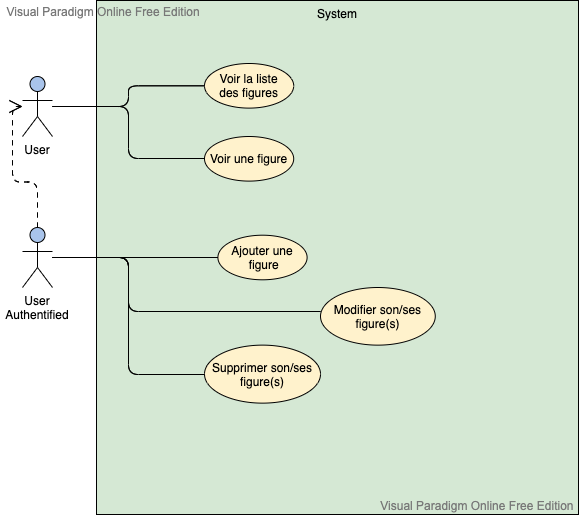 Visual Paradigm Online Free Edition
System
Voir la liste
des figures
User
Voir une figure
Ajouter une
figure
User
Authentified
Modifier son/ses
figure(s)
Supprimer son/ses
figure(s)
Visual Paradigm Online Free Edition